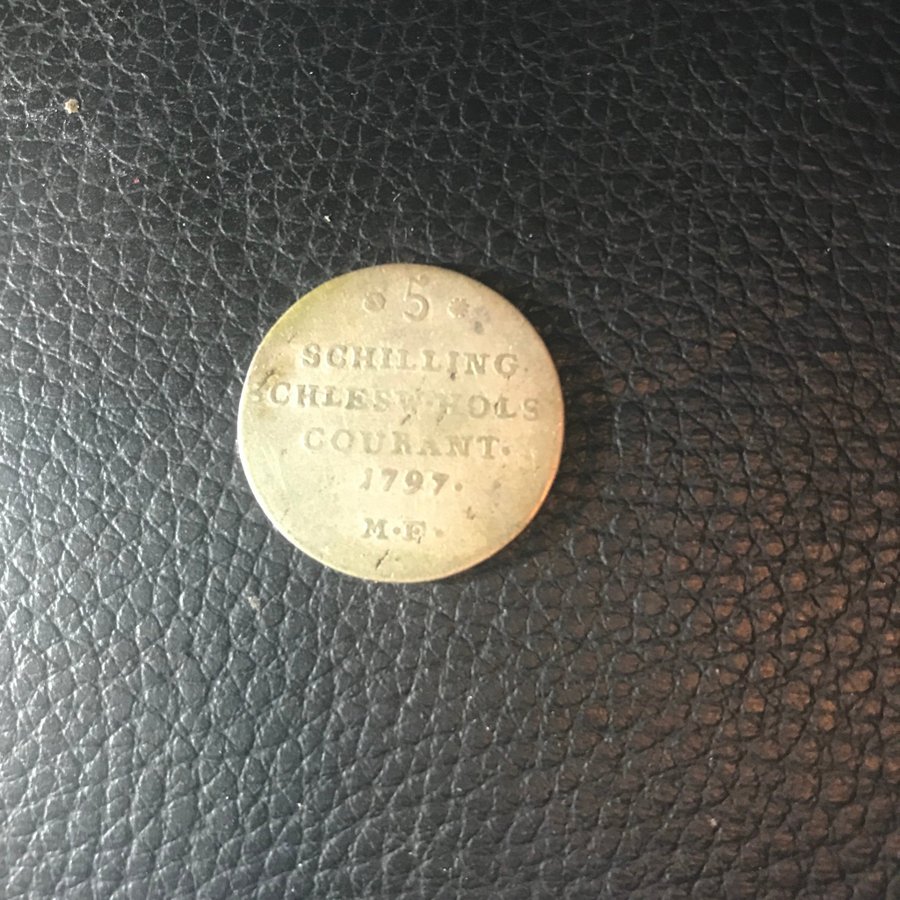 * 5 *
SCHILLING
SCHLESW·HOLS
COURANT·
1797·
M·F·